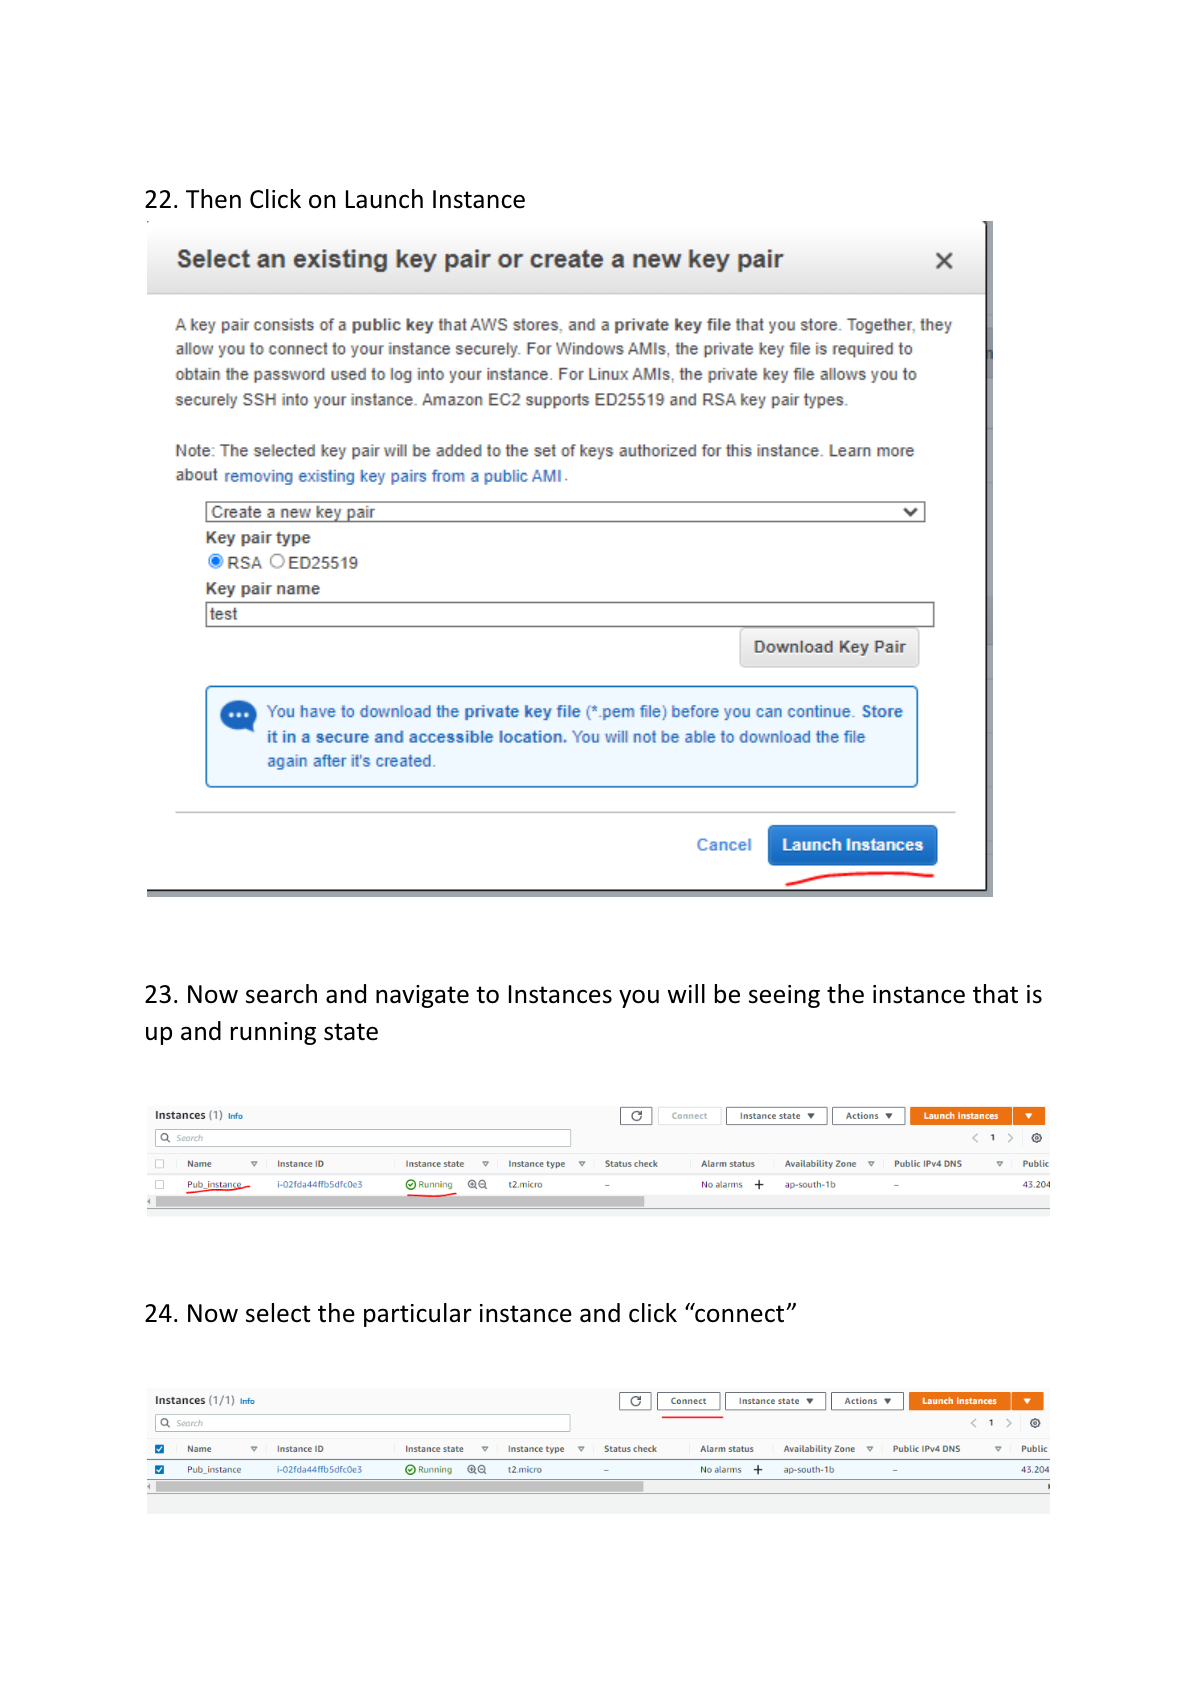 22. Then Click on Launch Instance
Select an existing key pair or create a new key pair
A key pair consists of a public key that AWS stores, and a private key file that you store. Together, they
allow you to connect to your instance securely. For Windows AMIs, the private key file is required to
obtain the password used to log into your instance. For Linux AMIs, the private key file allows you to
securely SSH into your instance. Amazon EC2 supports ED25519 and RSA key pair types.
Note: The selected key pair will be added to the set of keys authorized for this instance. Learn more
about removing existing key pairs from a public AMI.
Create a new key pair
Key pair type
RSA ED25519
Key pair name
test
Download Key Pair
You have to download the private key file (*.pem file) before you can continue. Store
it in a secure and accessible location. You will not be able to download the file
again after it's created.
Cancel Launch Instances
23. Now search and navigate to Instances you will be seeing the instance that is
up and running state
Instances (1) Info Connect Instance state Actions Launch Instances
Search 1
Name Instance ID Instance state Instance type Status check Alarm status Availability Zone Public IPv4 DNS Public
Pub_instance i-02fda44ffb5dfc0e3 Running t2.micro – No alarms + ap-south-1b – 43.204
24. Now select the particular instance and click “connect”
Instances (1/1) Info Connect Instance state Actions Launch Instances
Search 1
Name Instance ID Instance state Instance type Status check Alarm status Availability Zone Public IPv4 DNS Public
Pub_instance i-02fda44ffb5dfc0e3 Running t2.micro – No alarms + ap-south-1b – 43.204